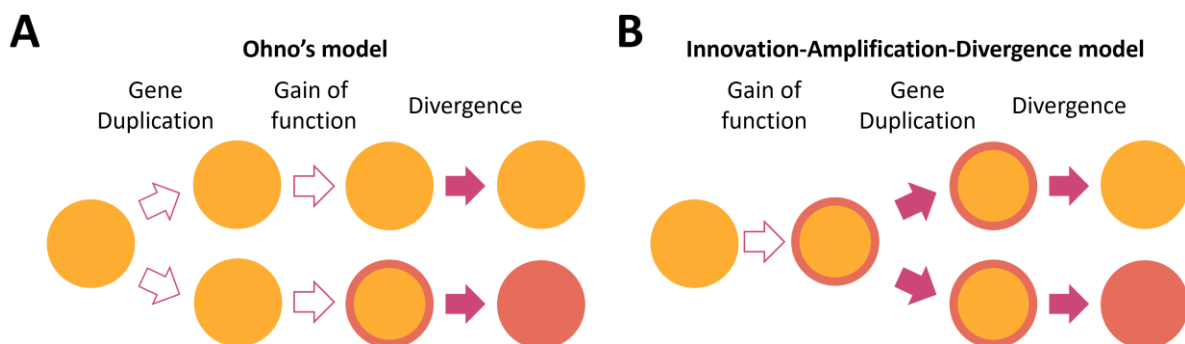 A
Ohno’s model
Gene
Duplication
Gain of
function
Divergence
B
Innovation-Amplification-Divergence model
Gain of
function
Gene
Duplication
Divergence